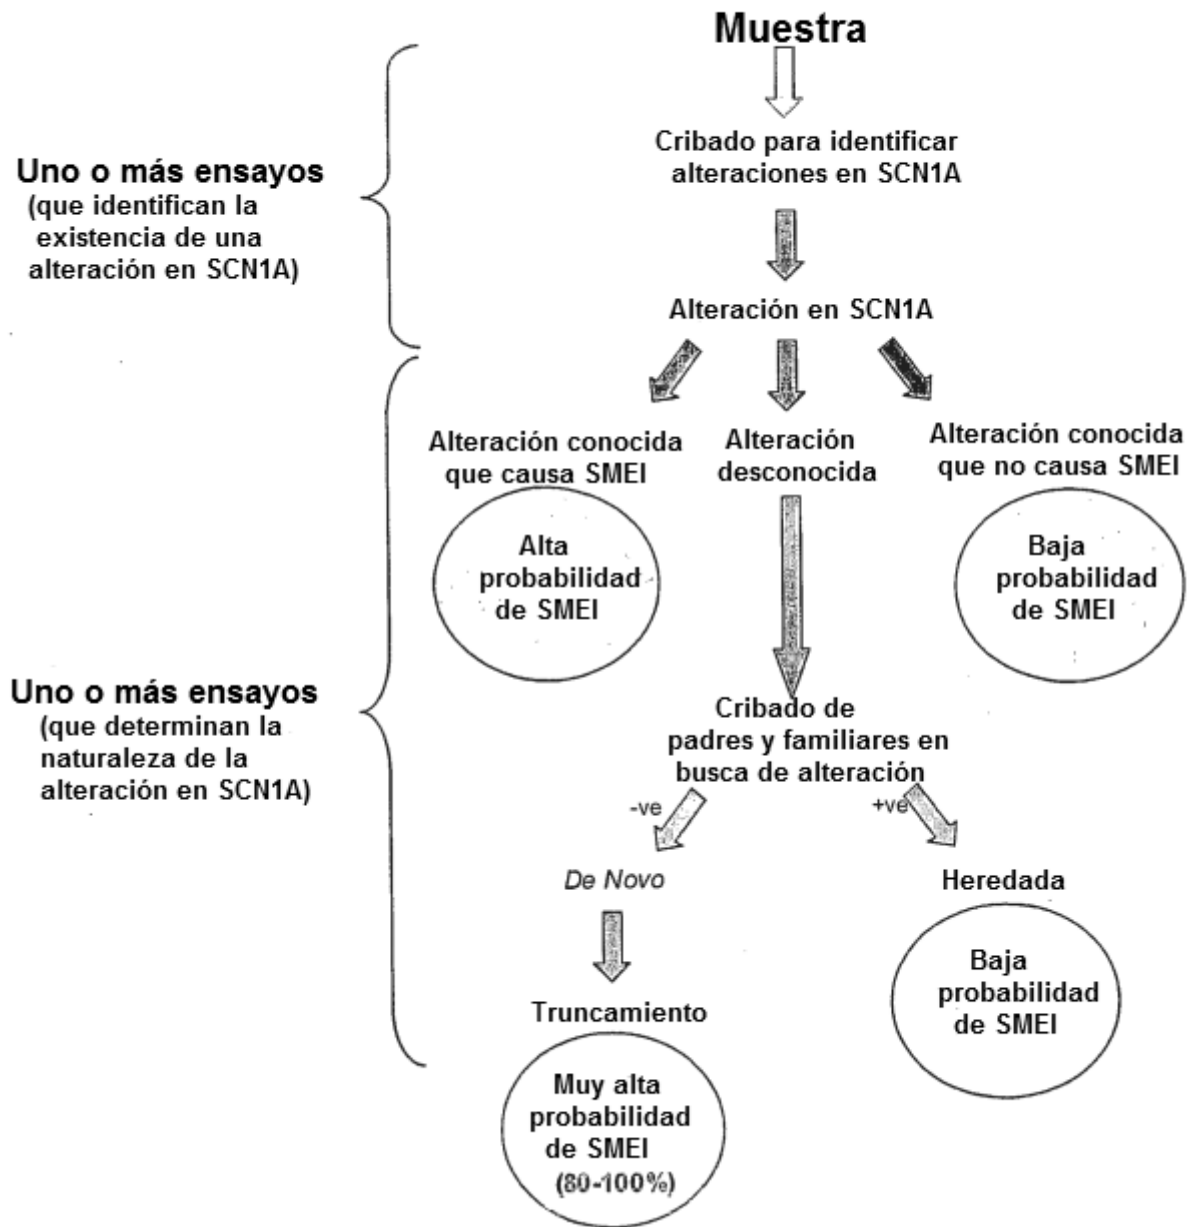 Muestra
Cribado para identificar
alteraciones en SCN1A
Uno o más ensayos
(que identifican la
existencia de una
alteración en SCN1A)
Alteración en SCN1A
Alteración conocida
que causa SMEI
Alteración
desconocida
Alteración conocida
que no causa SMEI
Alta
probabilidad
de SMEI
Baja
probabilidad
de SMEI
Uno o más ensayos
(que determinan la
naturaleza de la
alteración en SCN1A)
Cribado de
padres y familiares en
busca de alteración
-ve
+ve
De Novo
Heredada
Truncamiento
Baja
probabilidad
de SMEI
Muy alta
probabilidad
de SMEI
(80-100%)